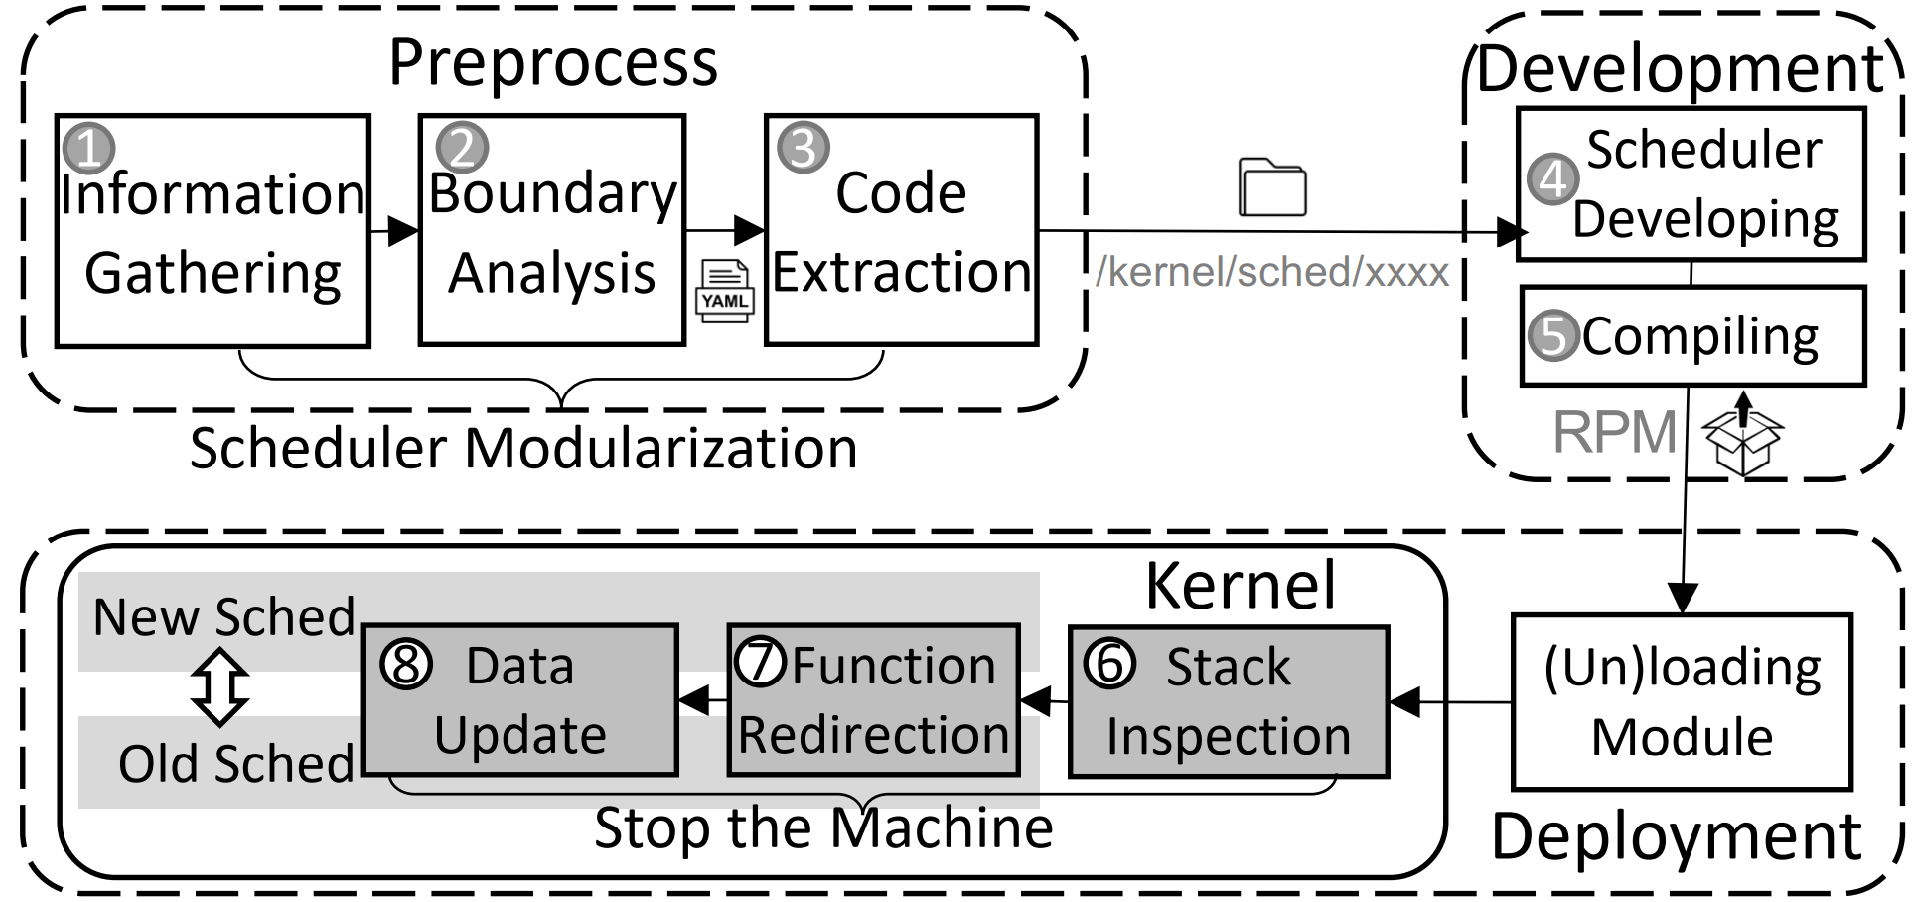 Preprocess
1
Information
Gathering
2
Boundary
Analysis
YAML
3
Code
Extraction
Scheduler Modularization
/kernel/sched/xxxx
Development
4
Scheduler
Developing
5
Compiling
RPM
Kernel
New Sched
Old Sched
8
Data
Update
7
Function
Redirection
6
Stack
Inspection
Stop the Machine
(Un)loading
Module
Deployment